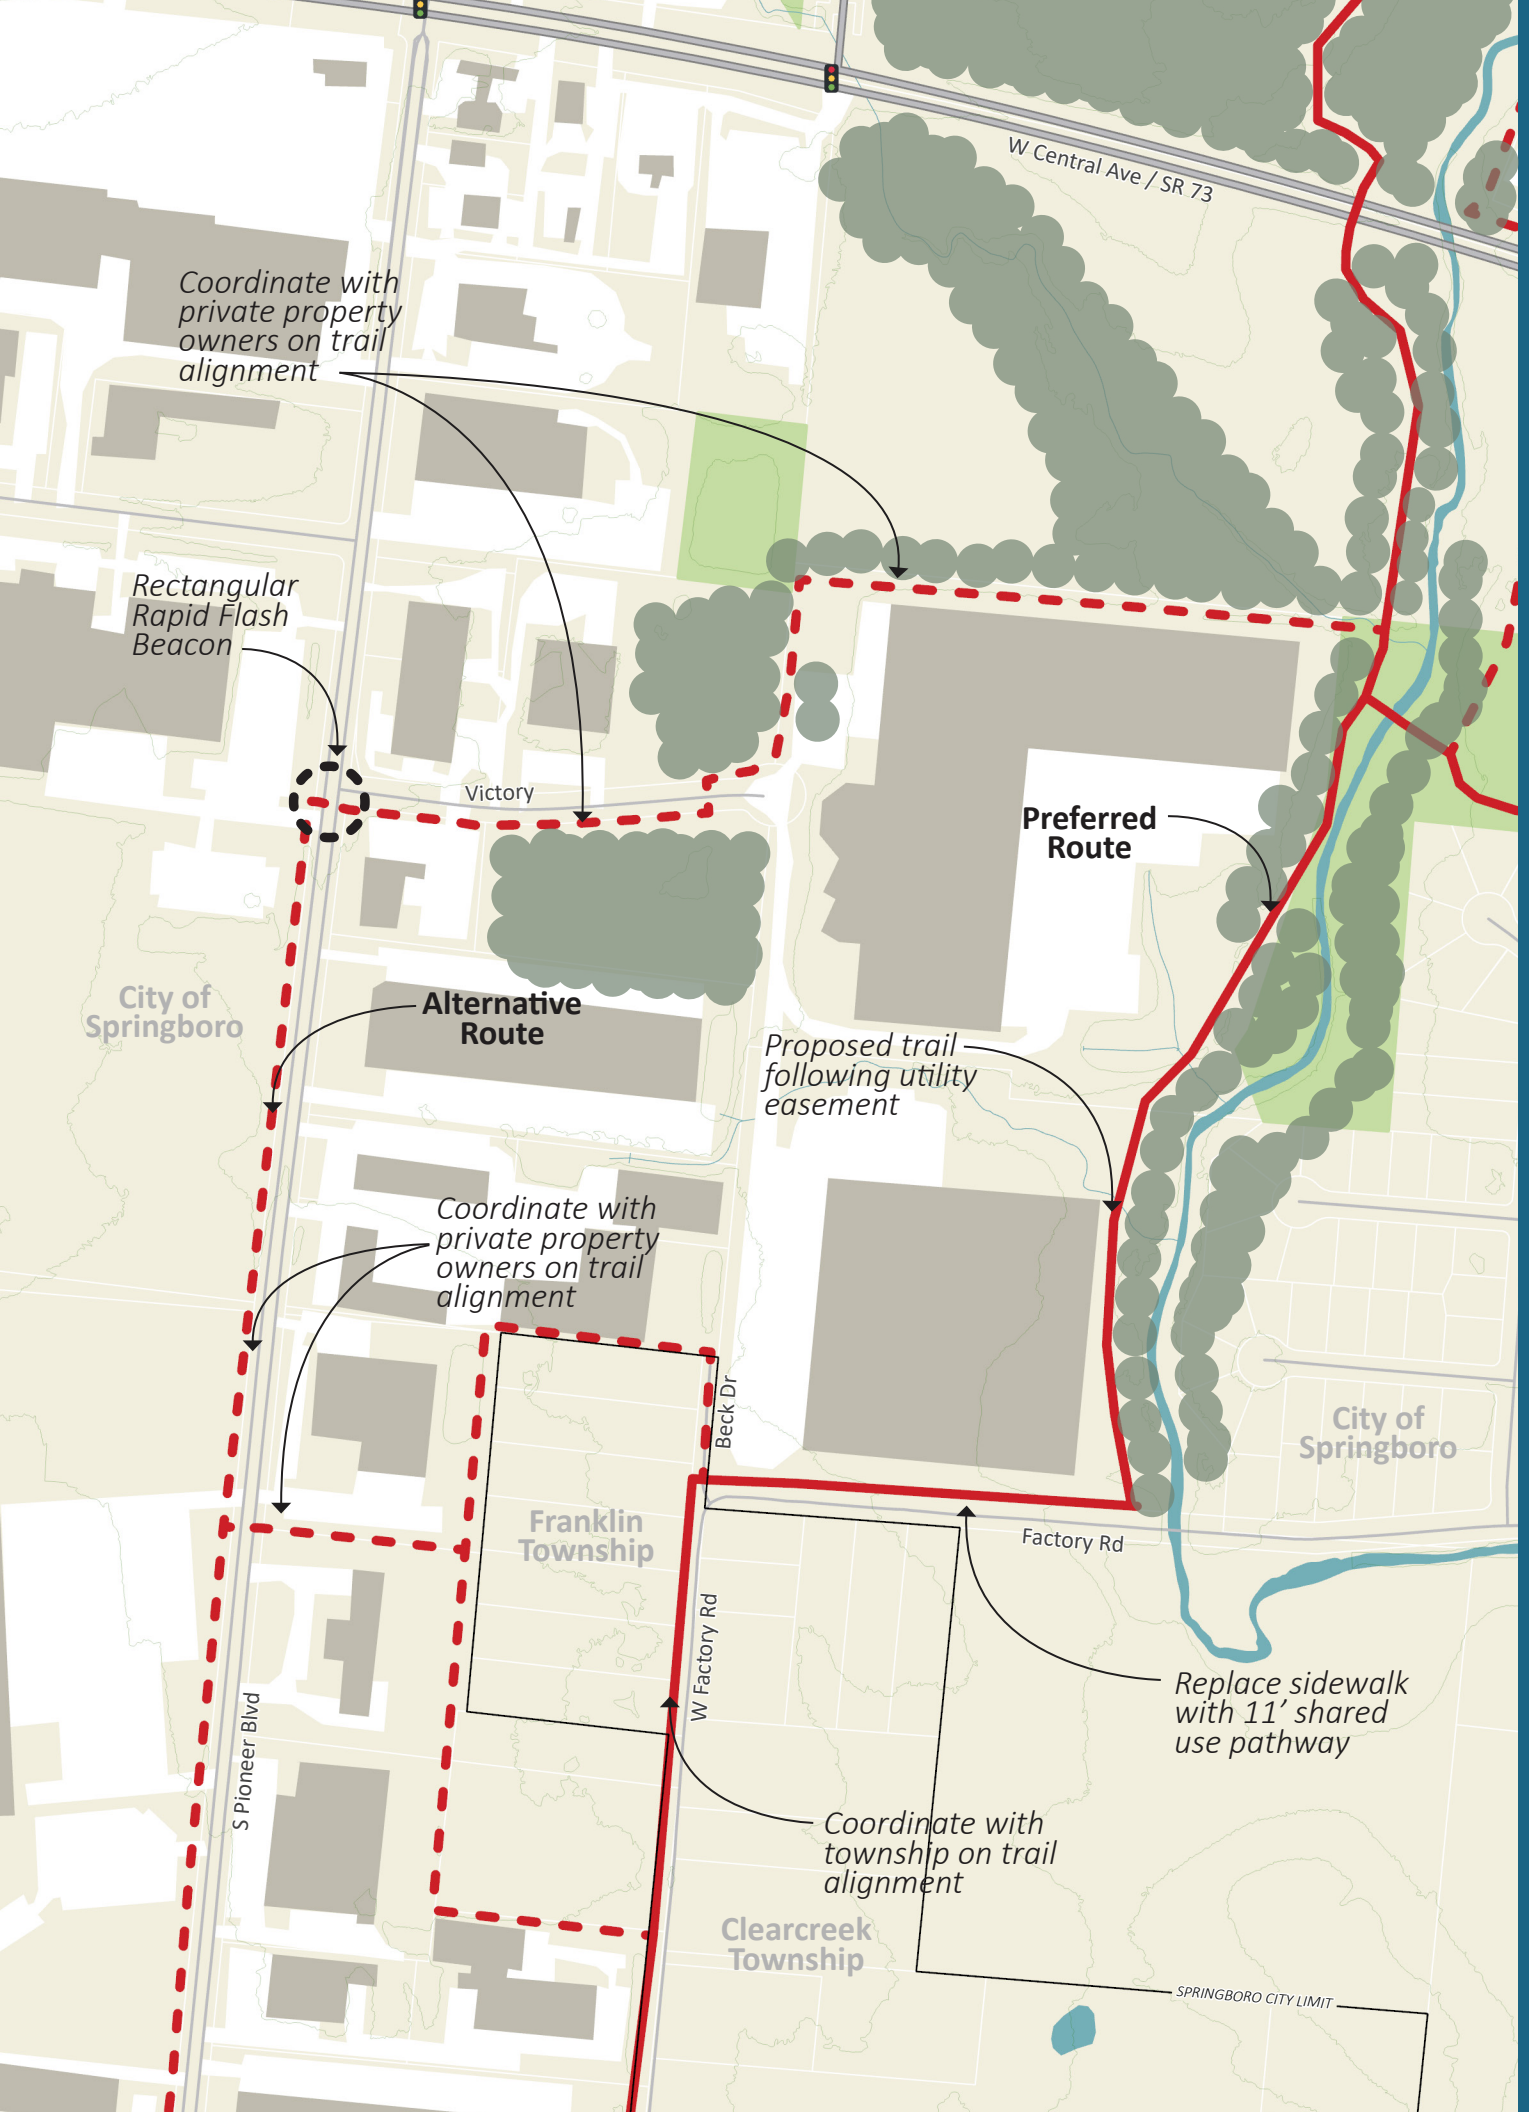 W Central Ave / SR 73
Coordinate with
private property
owners on trail
alignment
Rectangular
Rapid Flash
Beacon
Victory
Preferred
Route
City of
Springboro
Alternative
Route
Proposed trail
following utility
easement
Coordinate with
private property
owners on trail
alignment
Beck Dr
City of
Springboro
Franklin
Township
Factory Rd
W Factory Rd
Replace sidewalk
with 11’ shared
use pathway
S Pioneer Blvd
Coordinate with
township on trail
alignment
Clearcreek
Township
SPRINGBORO CITY LIMIT